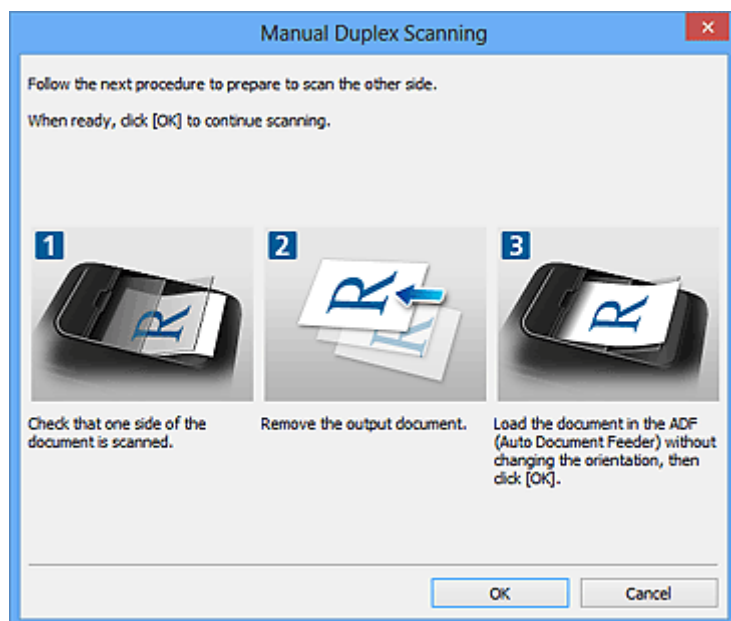 Manual Duplex Scanning
Follow the next procedure to prepare to scan the other side.
When ready, click [OK] to continue scanning.
1
2
3
R
R
R
R
Check that one side of the
document is scanned.
Remove the output document.
Load the document in the ADF
(Auto Document Feeder) without
changing the orientation, then
click [OK].
OK
Cancel